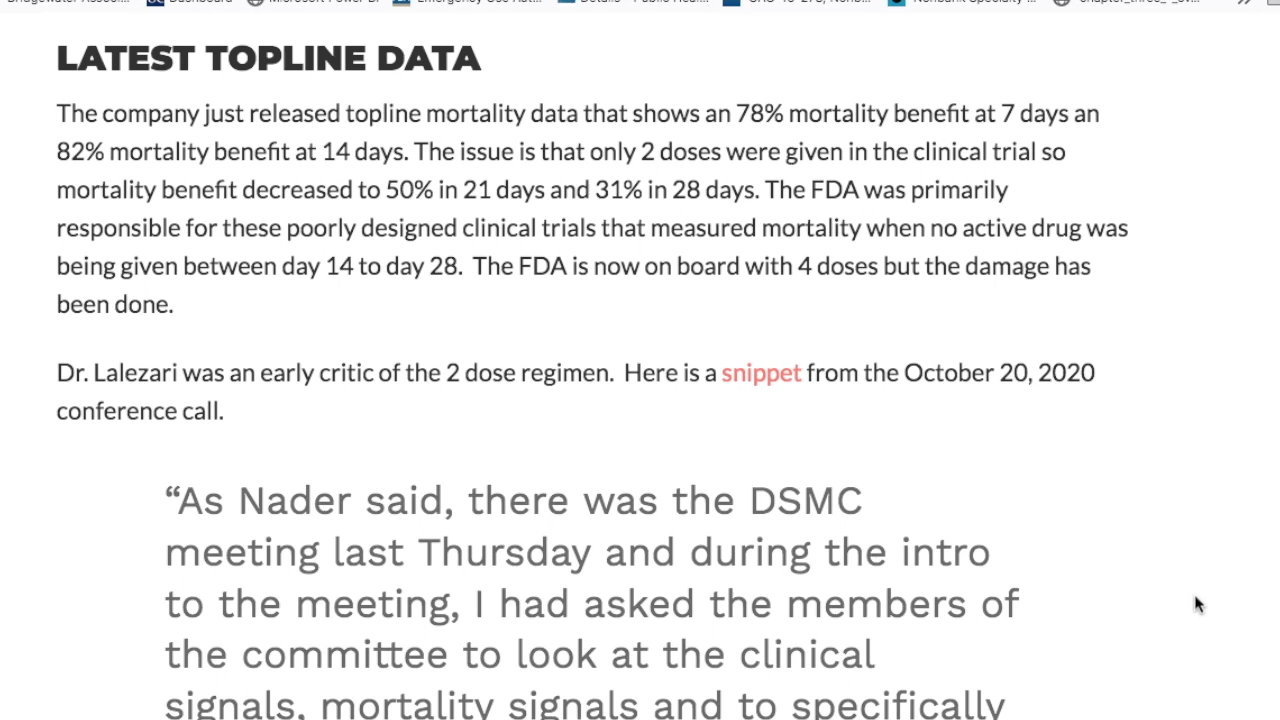 Dashboard
LATEST TOPLINE DATA
The company just released topline mortality data that shows an 78% mortality benefit at 7 days an
82% mortality benefit at 14 days. The issue is that only 2 doses were given in the clinical trial so
mortality benefit decreased to 50% in 21 days and 31% in 28 days. The FDA was primarily
responsible for these poorly designed clinical trials that measured mortality when no active drug was
being given between day 14 to day 28.  The FDA is now on board with 4 doses but the damage has
been done.
Dr. Lalezari was an early critic of the 2 dose regimen.  Here is a snippet from the October 20, 2020
conference call.
“As Nader said, there was the DSMC
meeting last Thursday and during the intro
to the meeting, I had asked the members of
the committee to look at the clinical
signals, mortality signals and to specifically